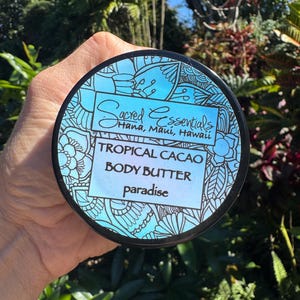 Sacred Essentials
Hana, Maui, Hawaii
TROPICAL CACAO
BODY BUTTER
paradise